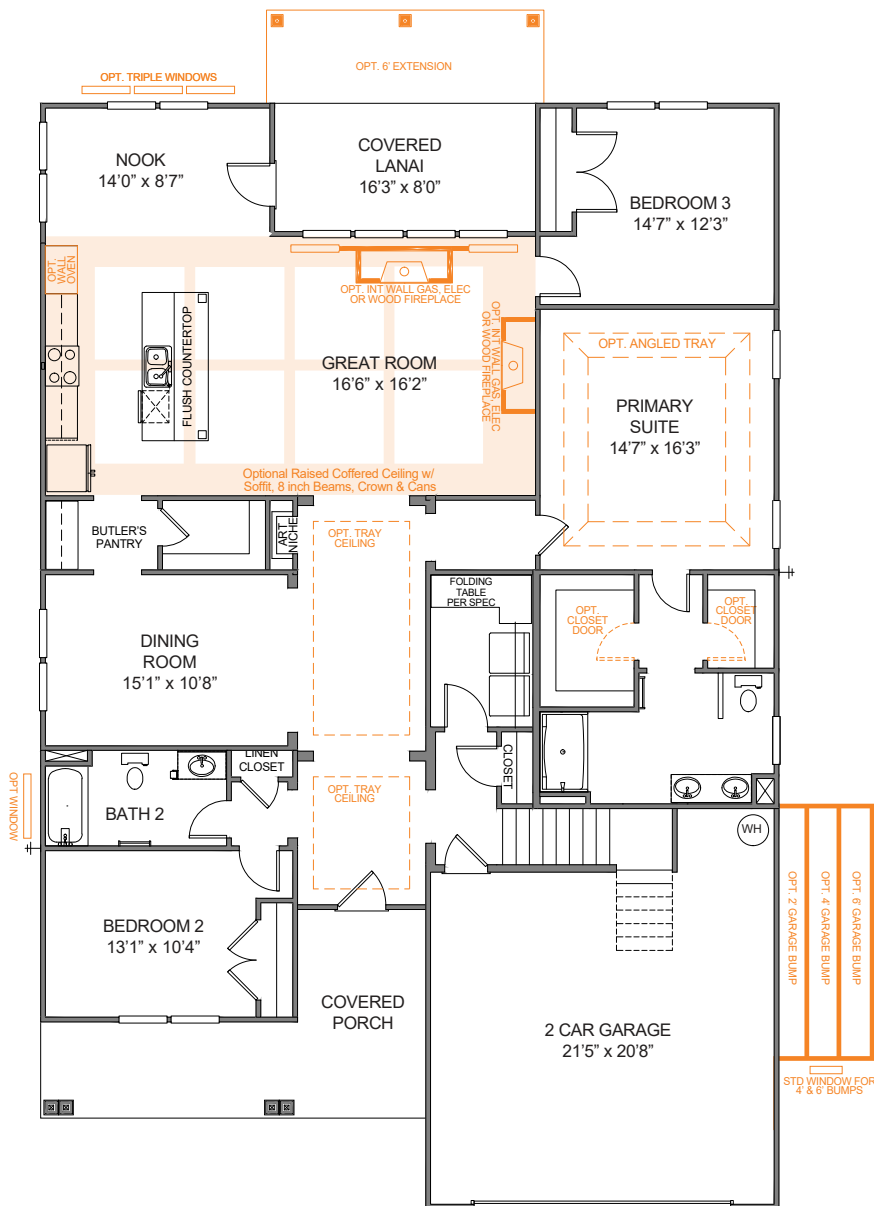 OPT. 6' EXTENSION
OPT. TRIPLE WINDOWS
NOOK
14'0" x 8'7"
COVERED
LANAI
16'3" x 8'0"
BEDROOM 3
14'7" x 12'3"
OPT.
WALL
OVEN
OPT. INT WALL GAS, ELEC
OR WOOD FIREPLACE
OPT. INT WALL GAS, ELEC
OR WOOD FIREPLACE
FLUSH COUNTERTOP
GREAT ROOM
16'6" x 16'2"
OPT. ANGLED TRAY
PRIMARY
SUITE
14'7" x 16'3"
Optional Raised Coffered Ceiling w/
Soffit, 8 inch Beams, Crown & Cans
BUTLER'S
PANTRY
ART
NICHE
OPT. TRAY
CEILING
FOLDING
TABLE
PER SPEC
OPT.
CLOSET
DOOR
OPT.
CLOSET
DOOR
DINING
ROOM
15'1" x 10'8"
LINEN
CLOSET
CLOSET
OPT WINDOW
BATH 2
OPT. TRAY
CEILING
WH
OPT. 2' GARAGE BUMP
OPT. 4' GARAGE BUMP
OPT. 6' GARAGE BUMP
BEDROOM 2
13'1" x 10'4"
COVERED
PORCH
2 CAR GARAGE
21'5" x 20'8"
STD WINDOW FOR
4' & 6' BUMPS